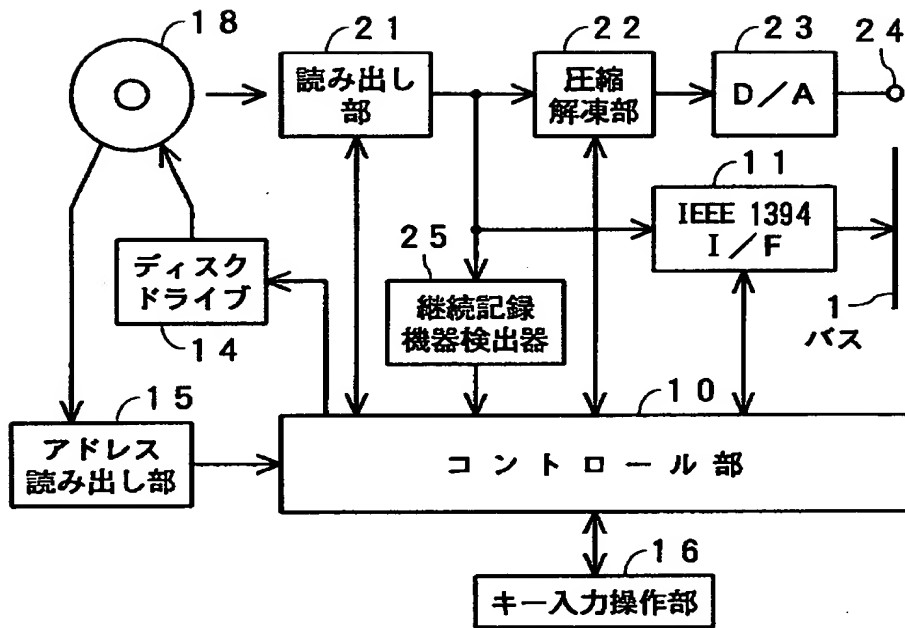 18
21
読み出し
部
22
圧縮
解凍部
23
D/A
24
11
IEEE 1394
I/F
1
バス
25
継続記録
機器検出器
ディスク
ドライブ
14
15
アドレス
読み出し部
10
コントロール部
16
キー入力操作部